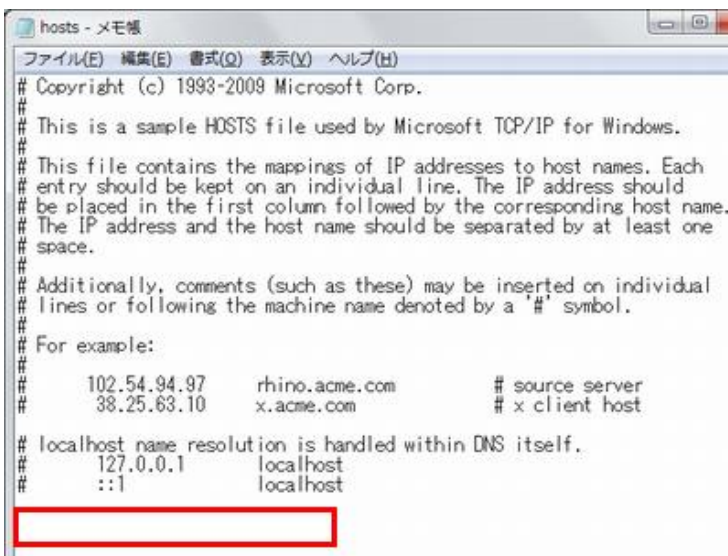 hosts - メモ帳
ファイル(F) 編集(E) 書式(O) 表示(V) ヘルプ(H)
# Copyright (c) 1993-2009 Microsoft Corp.
#
# This is a sample HOSTS file used by Microsoft TCP/IP for Windows.
#
# This file contains the mappings of IP addresses to host names. Each
# entry should be kept on an individual line. The IP address should
# be placed in the first column followed by the corresponding host name.
# The IP address and the host name should be separated by at least one
# space.
#
# Additionally, comments (such as these) may be inserted on individual
# lines or following the machine name denoted by a '#' symbol.
#
# For example:
#
#      102.54.94.97     rhino.acme.com          # source server
#       38.25.63.10     x.acme.com              # x client host

# localhost name resolution is handled within DNS itself.
#       127.0.0.1       localhost
#       ::1             localhost